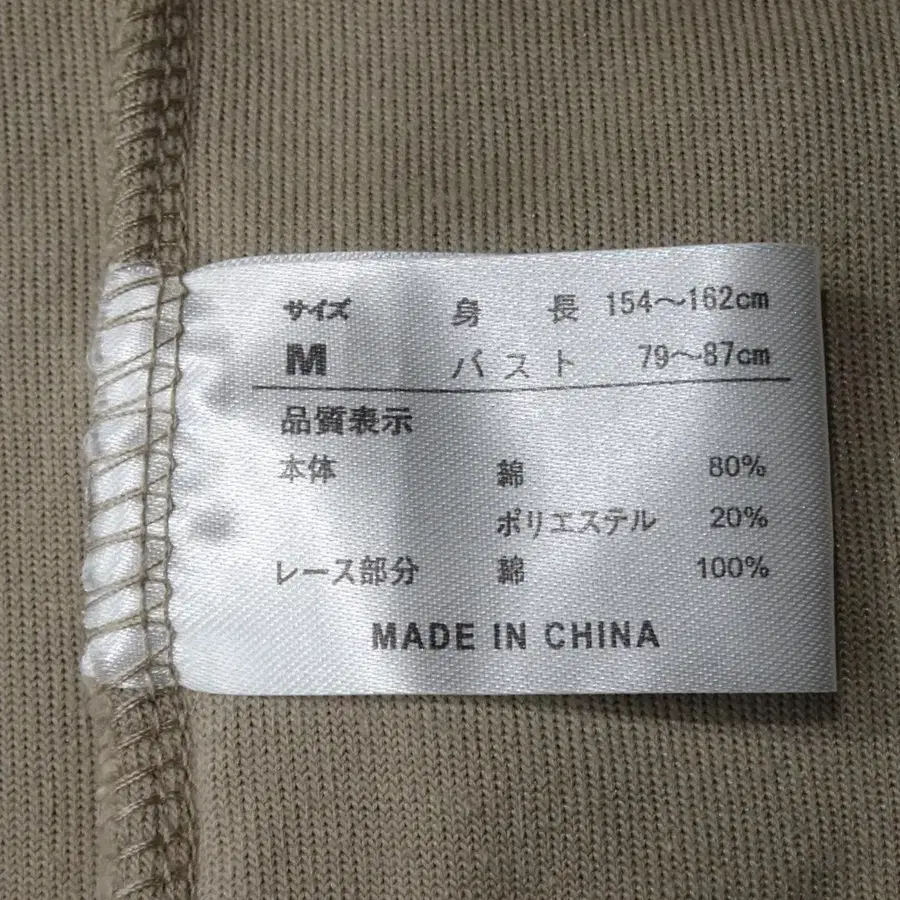 サイズ 身長 154～162cm
M バスト 79～87cm
品質表示
本体 綿 80%
ポリエステル 20%
レース部分 綿 100%
MADE IN CHINA